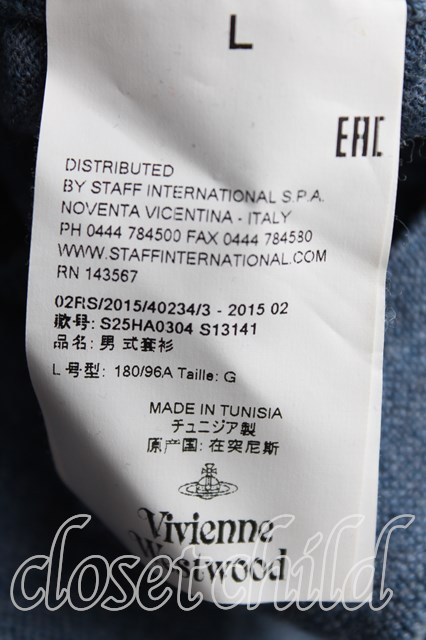 L
EAC
DISTRIBUTED
BY STAFF INTERNATIONAL S.P.A.
NOVENTA VICENTINA - ITALY
PH 0444 784500 FAX 0444 784580
WWW.STAFFINTERNATIONAL.COM
RN 143567
02RS/2015/40234/3 - 2015 02
款号: S25HA0304 S13141
品名: 男 式套衫
L 号型: 180/96A Taille: G
MADE IN TUNISIA
チュニジア製
原产国: 在突尼斯
Vivienne
Westwood
closetchild